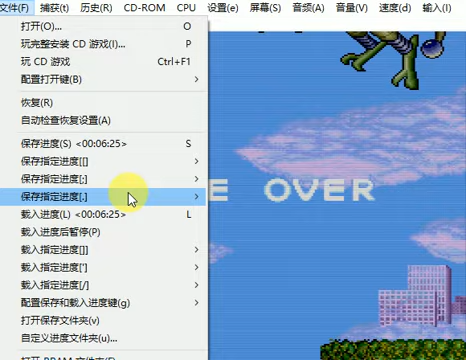 文件(F) 捕获(t) 历史(R) CD-ROM CPU 设置(e) 屏幕(S) 音频(A) 音量(V) 速度(d) 输入(I)
打开(O)... O
玩完整安装 CD 游戏(I)... P
玩 CD 游戏 Ctrl+F1
配置打开键(B)
恢复(R)
自动检查恢复设置(A)
保存进度(S) <00:06:25> S
保存指定进度[[]
保存指定进度[;]
保存指定进度[,]
E OVER
载入进度(L) <00:06:25> L
载入进度后暂停(P)
载入指定进度[]]
载入指定进度[']
载入指定进度[/]
配置保存和载入进度键(g)
打开保存文件夹(v)
自定义进度文件夹(u)...